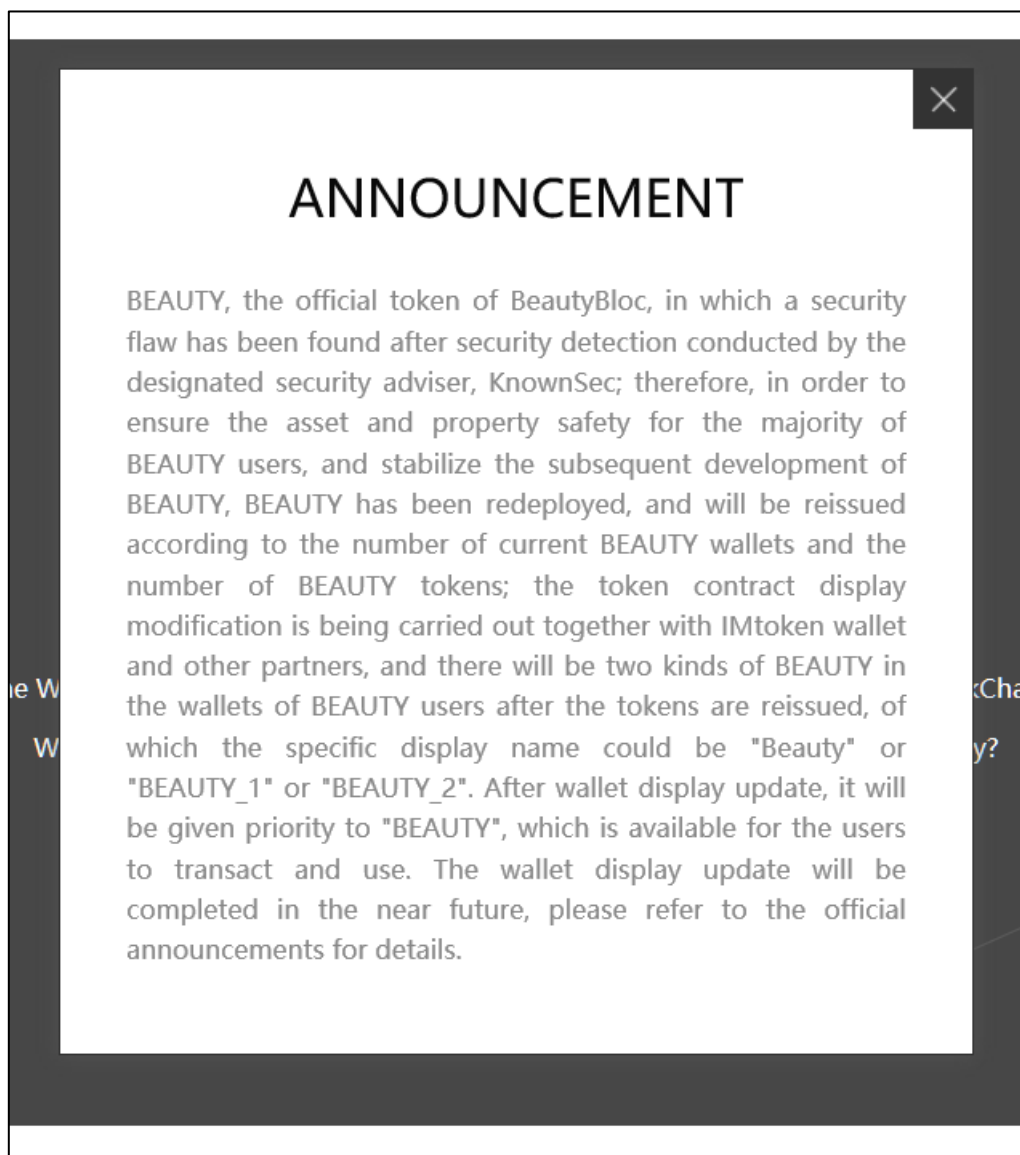 ANNOUNCEMENT
BEAUTY, the official token of BeautyBloc, in which a security
flaw has been found after security detection conducted by the
designated security adviser, KnownSec; therefore, in order to
ensure the asset and property safety for the majority of
BEAUTY users, and stabilize the subsequent development of
BEAUTY, BEAUTY has been redeployed, and will be reissued
according to the number of current BEAUTY wallets and the
number of BEAUTY tokens; the token contract display
modification is being carried out together with IMtoken wallet
and other partners, and there will be two kinds of BEAUTY in
the wallets of BEAUTY users after the tokens are reissued, of
which the specific display name could be "Beauty" or
"BEAUTY_1" or "BEAUTY_2". After wallet display update, it will
be given priority to "BEAUTY", which is available for the users
to transact and use. The wallet display update will be
completed in the near future, please refer to the official
announcements for details.